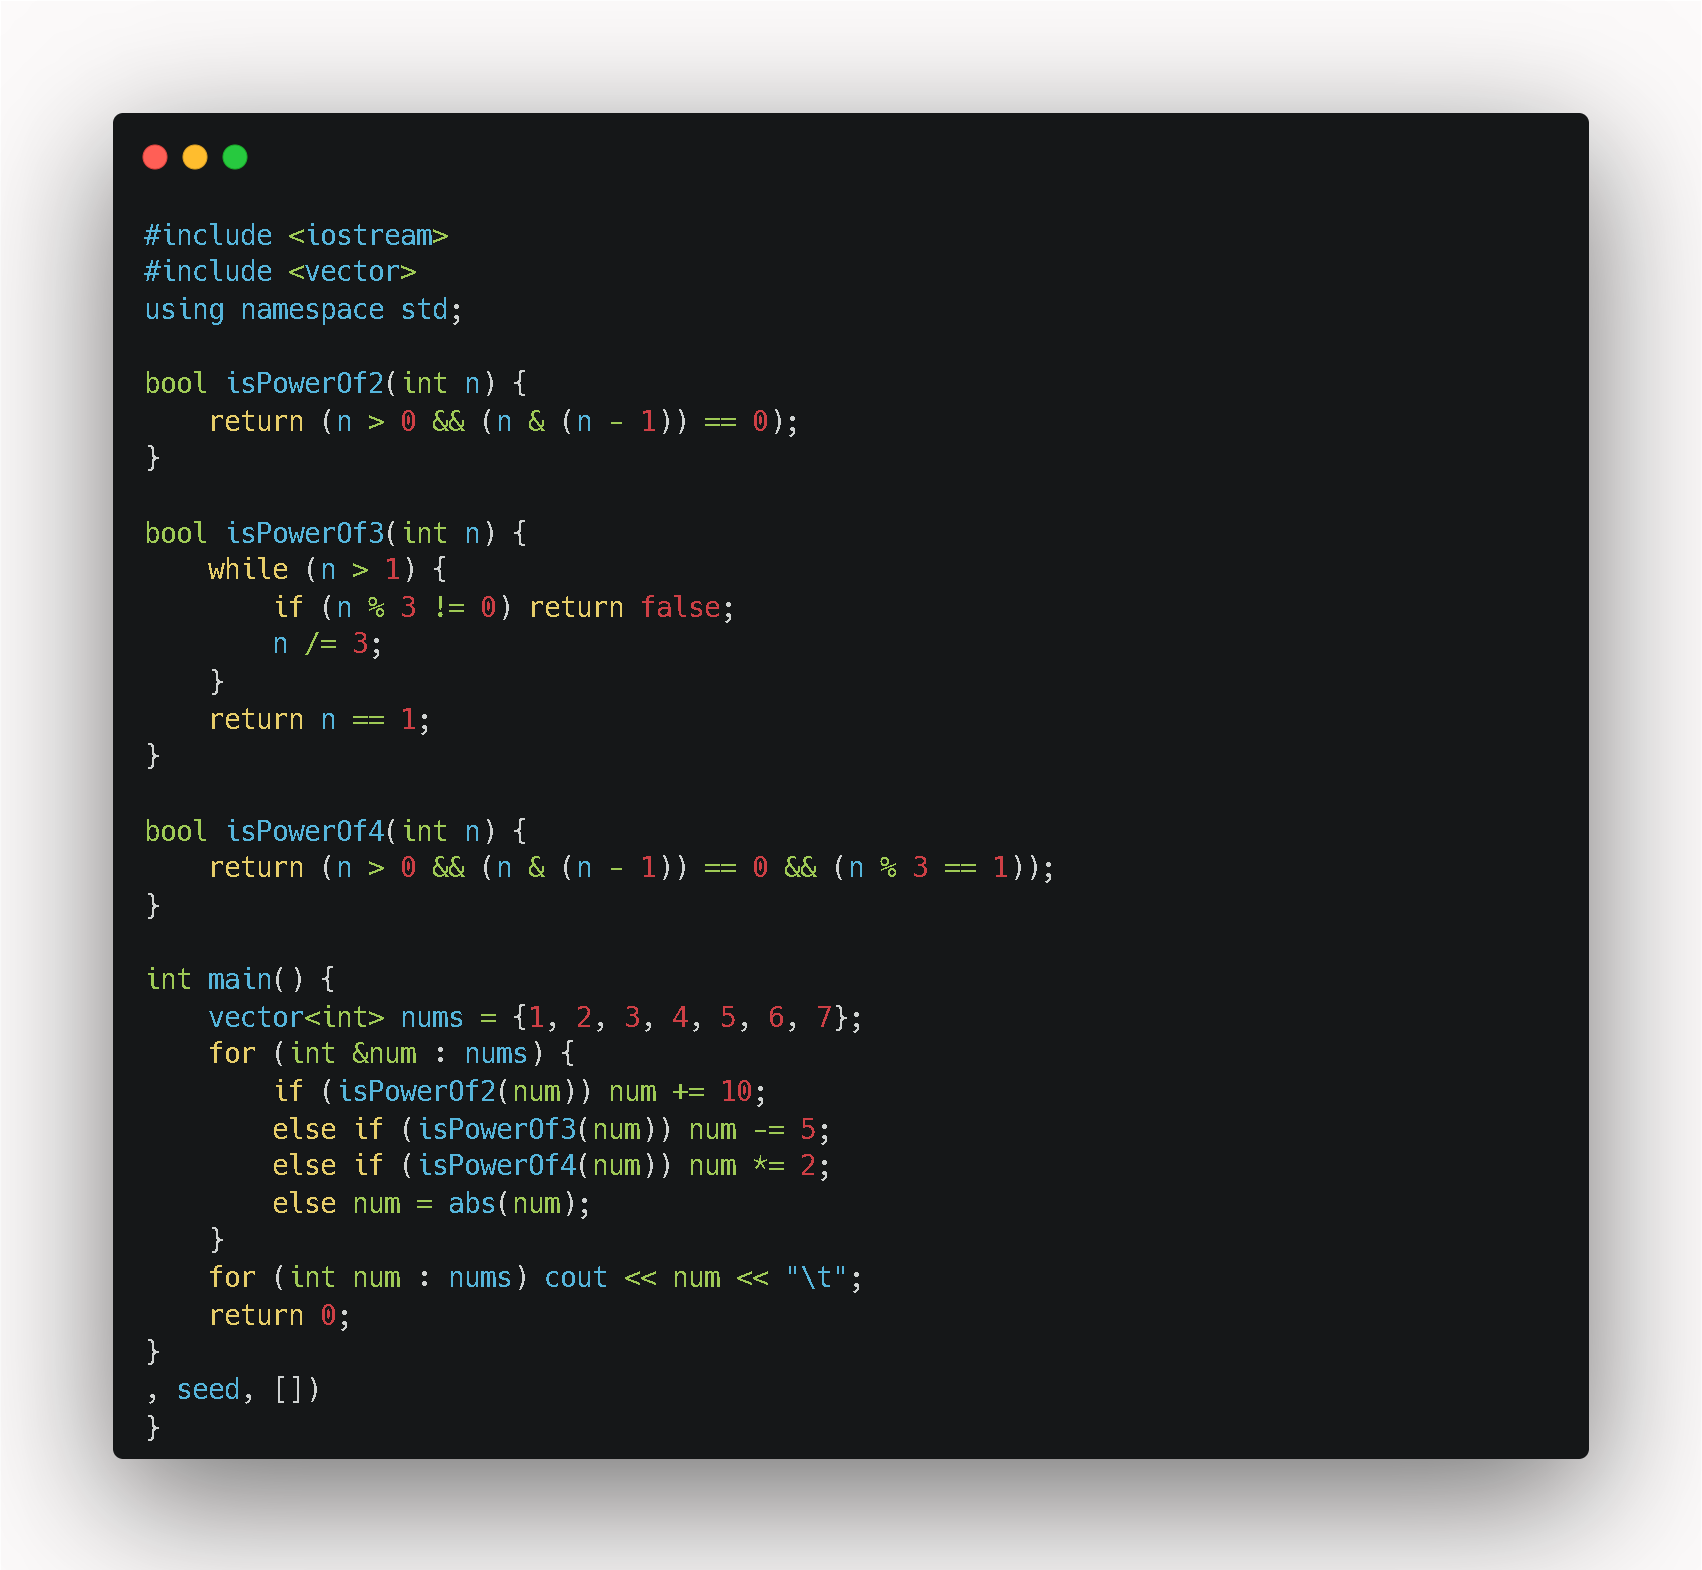 #include <iostream>
#include <vector>
using namespace std;

bool isPowerOf2(int n) {
    return (n > 0 && (n & (n - 1)) == 0);
}

bool isPowerOf3(int n) {
    while (n > 1) {
        if (n % 3 != 0) return false;
        n /= 3;
    }
    return n == 1;
}

bool isPowerOf4(int n) {
    return (n > 0 && (n & (n - 1)) == 0 && (n % 3 == 1));
}

int main() {
    vector<int> nums = {1, 2, 3, 4, 5, 6, 7};
    for (int &num : nums) {
        if (isPowerOf2(num)) num += 10;
        else if (isPowerOf3(num)) num -= 5;
        else if (isPowerOf4(num)) num *= 2;
        else num = abs(num);
    }
    for (int num : nums) cout << num << "\t";
    return 0;
}
, seed, [])
}